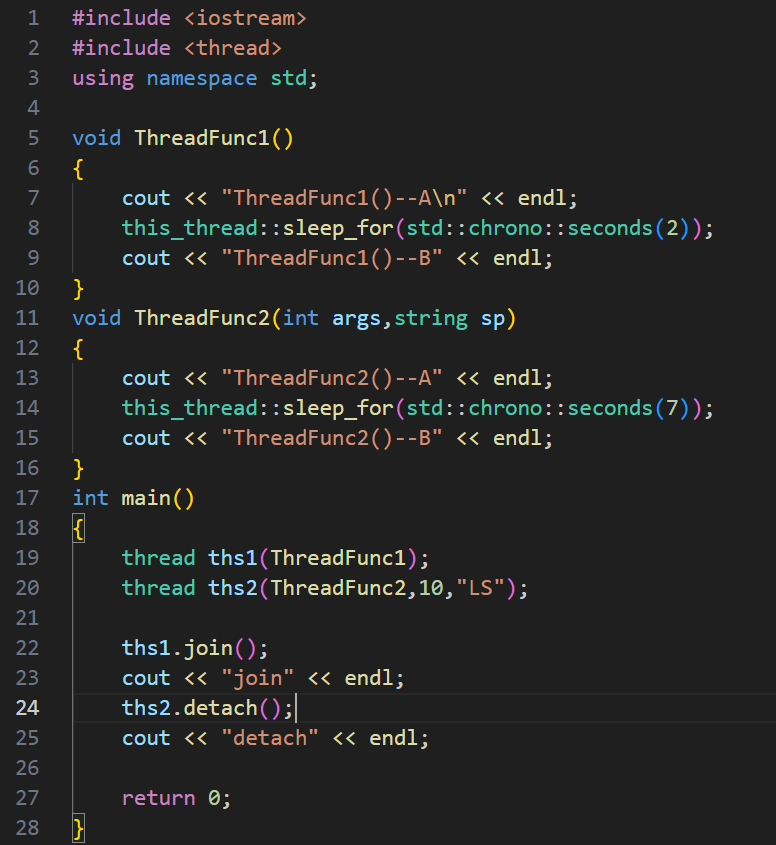 1 #include <iostream>
2 #include <thread>
3 using namespace std;
4
5 void ThreadFunc1()
6 {
7     cout << "ThreadFunc1()--A\n" << endl;
8     this_thread::sleep_for(std::chrono::seconds(2));
9     cout << "ThreadFunc1()--B" << endl;
10 }
11 void ThreadFunc2(int args,string sp)
12 {
13     cout << "ThreadFunc2()--A" << endl;
14     this_thread::sleep_for(std::chrono::seconds(7));
15     cout << "ThreadFunc2()--B" << endl;
16 }
17 int main()
18 {
19     thread ths1(ThreadFunc1);
20     thread ths2(ThreadFunc2,10,"LS");
21
22     ths1.join();
23     cout << "join" << endl;
24     ths2.detach();
25     cout << "detach" << endl;
26
27     return 0;
28 }